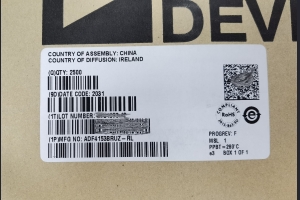 DEVI
COUNTRY OF ASSEMBLY: CHINA
COUNTRY OF DIFFUSION: IRELAND
(Q)QTY: 2500
(9D)DATE CODE: 2031
(1T)LOT NUMBER:
(1P)MFG NO: ADF4153BRUZ-RL
COMPLIANT
RoHS
PROGREV: F
MSL 1
PPBT=260°C
e3 BOX 1 OF 1